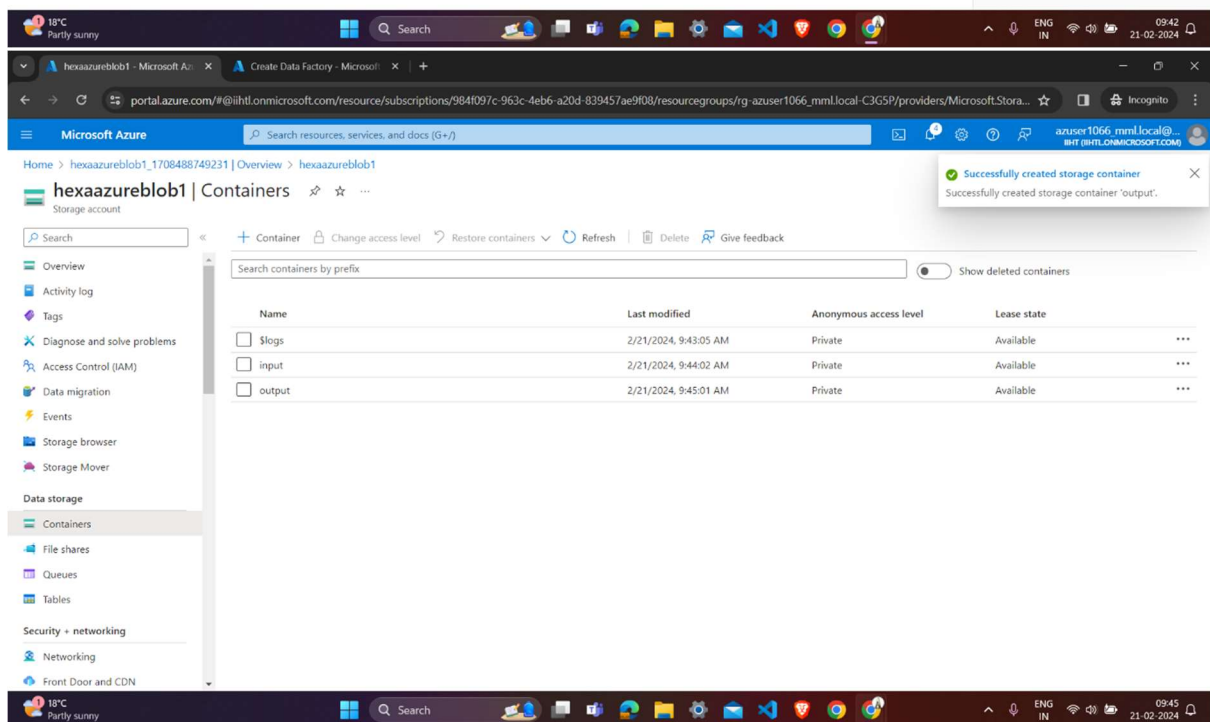 18°C
Partly sunny
Search
ENG
IN
09:42
21-02-2024
hexaazureblob1 - Microsoft Az
Create Data Factory - Microsoft
portal.azure.com/#@iihtl.onmicrosoft.com/resource/subscriptions/984f097c-963c-4eb6-a20d-839457ae9f08/resourcegroups/rg-azuser1066_mml.local-C3G5P/providers/Microsoft.Stora...
Incognito
Microsoft Azure
Search resources, services, and docs (G+/)
4
azuser1066_mml.local@...
IIHT (IIHTL.ONMICROSOFT.COM)
Home > hexaazureblob1_1708488749231 | Overview > hexaazureblob1
hexaazureblob1 | Containers
Storage account
Successfully created storage container
Successfully created storage container 'output'.
Search
Container
Change access level
Restore containers
Refresh
Delete
Give feedback
Search containers by prefix
Show deleted containers
Overview
Activity log
Tags
Diagnose and solve problems
Access Control (IAM)
Data migration
Events
Storage browser
Storage Mover
Data storage
Containers
File shares
Queues
Tables
Security + networking
Networking
Front Door and CDN
Name Last modified Anonymous access level Lease state
$logs 2/21/2024, 9:43:05 AM Private Available
input 2/21/2024, 9:44:02 AM Private Available
output 2/21/2024, 9:45:01 AM Private Available
1
18°C
Partly sunny
Search
ENG
IN
09:45
21-02-2024